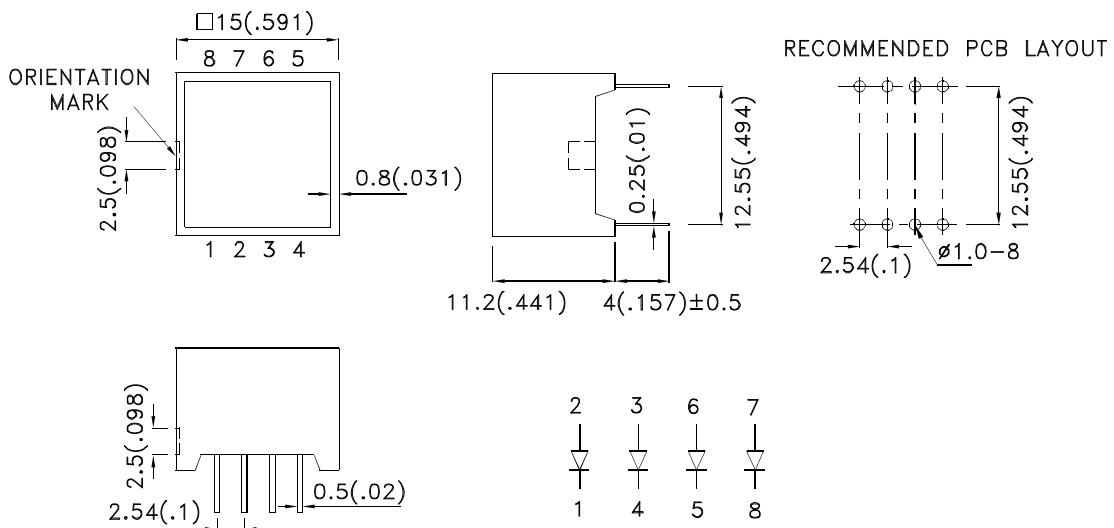 □15(.591)
8 7 6 5
ORIENTATION
MARK
2.5(.098)
0.8(.031)
1 2 3 4
0.25(.01)
12.55(.494)
11.2(.441)
4(.157)±0.5
RECOMMENDED PCB LAYOUT
12.55(.494)
2.54(.1)
ø1.0-8
2.5(.098)
2.54(.1)
0.5(.02)
2 3 6 7
1 4 5 8